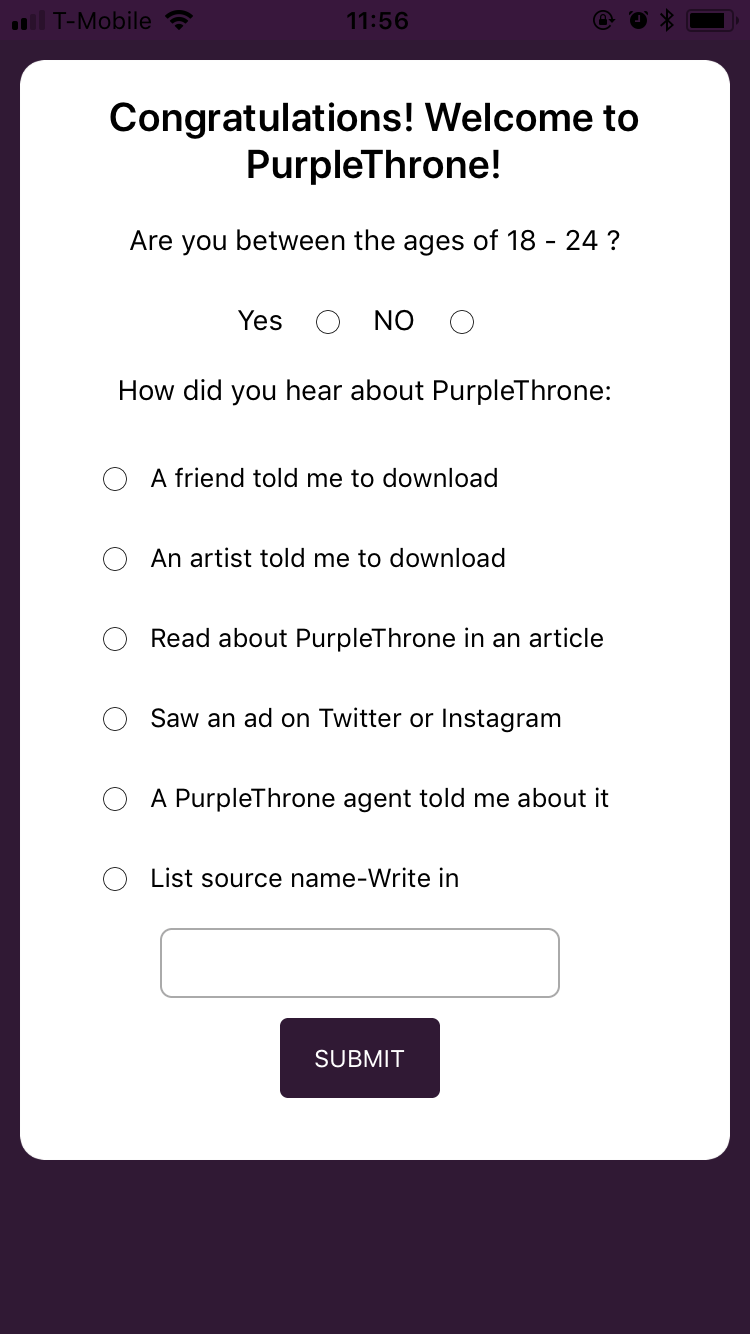 T-Mobile 11:56
Congratulations! Welcome to
PurpleThrone!
Are you between the ages of 18 - 24 ?
Yes NO
How did you hear about PurpleThrone:
A friend told me to download
An artist told me to download
Read about PurpleThrone in an article
Saw an ad on Twitter or Instagram
A PurpleThrone agent told me about it
List source name-Write in
SUBMIT